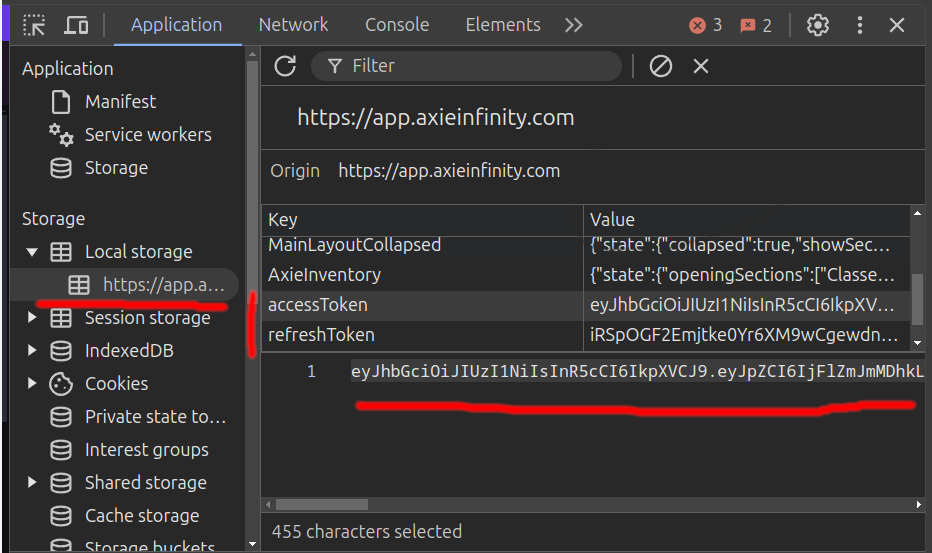 Application Network Console Elements 3 2
Application
Manifest
Service workers
Storage
Storage
Local storage
https://app.a...
Session storage
IndexedDB
Cookies
Private state to...
Interest groups
Shared storage
Cache storage
Storage buckets
Filter
https://app.axieinfinity.com
Origin https://app.axieinfinity.com
Key Value
MainLayoutCollapsed {"state":{"collapsed":true,"showSec...
AxieInventory {"state":{"openingSections":["Classe...
accessToken eyJhbGciOiJIUzI1NiIsInR5cCI6IkpXV...
refreshToken iRSpOGF2Emjtke0Yr6XM9wCgewdn...
1 eyJhbGciOiJIUzI1NiIsInR5cCI6IkpXVCJ9.eyJpZCI6IjFlZmJmMDhkL
455 characters selected